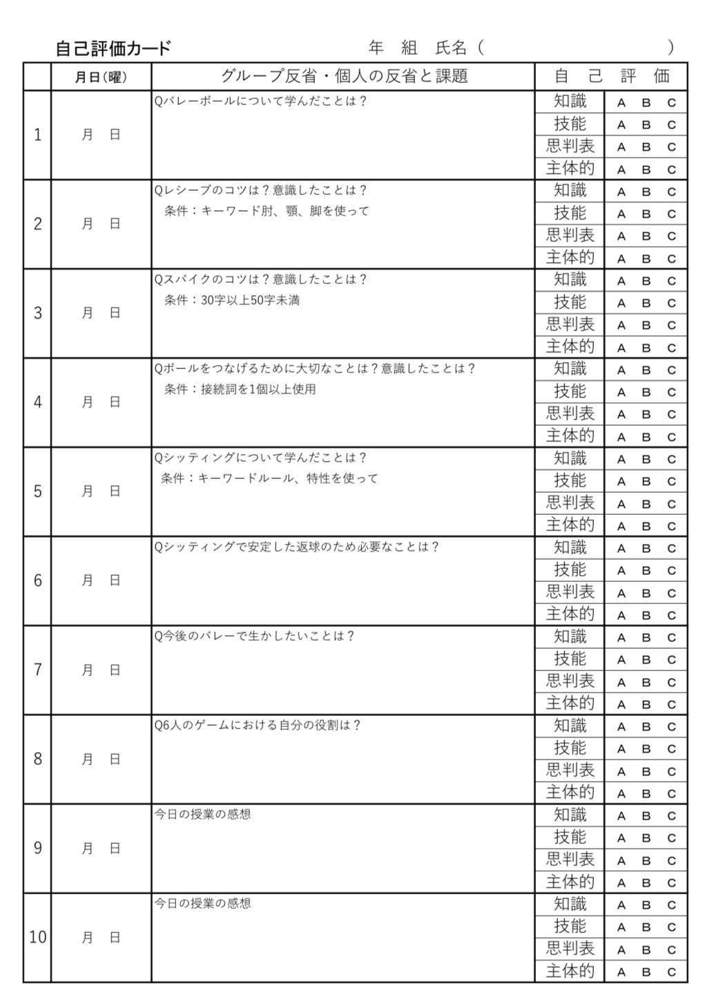 自己評価カード 年 組 氏名（ ）
月日(曜) グループ反省・個人の反省と課題 自 己 評 価
1 月 日 Qバレーボールについて学んだことは？
知識 A B C
技能 A B C
思判表 A B C
主体的 A B C
2 月 日 Qレシーブのコツは？意識したことは？
条件：キーワード肘、顎、脚を使って
知識 A B C
技能 A B C
思判表 A B C
主体的 A B C
3 月 日 Qスパイクのコツは？意識したことは？
条件：30字以上50字未満
知識 A B C
技能 A B C
思判表 A B C
主体的 A B C
4 月 日 Qボールをつなげるために大切なことは？意識したことは？
条件：接続詞を1個以上使用
知識 A B C
技能 A B C
思判表 A B C
主体的 A B C
5 月 日 Qシッティングについて学んだことは？
条件：キーワードルール、特性を使って
知識 A B C
技能 A B C
思判表 A B C
主体的 A B C
6 月 日 Qシッティングで安定した返球のため必要なことは？
知識 A B C
技能 A B C
思判表 A B C
主体的 A B C
7 月 日 Q今後のバレーで生かしたいことは？
知識 A B C
技能 A B C
思判表 A B C
主体的 A B C
8 月 日 Q6人のゲームにおける自分の役割は？
知識 A B C
技能 A B C
思判表 A B C
主体的 A B C
9 月 日 今日の授業の感想
知識 A B C
技能 A B C
思判表 A B C
主体的 A B C
10 月 日 今日の授業の感想
知識 A B C
技能 A B C
思判表 A B C
主体的 A B C